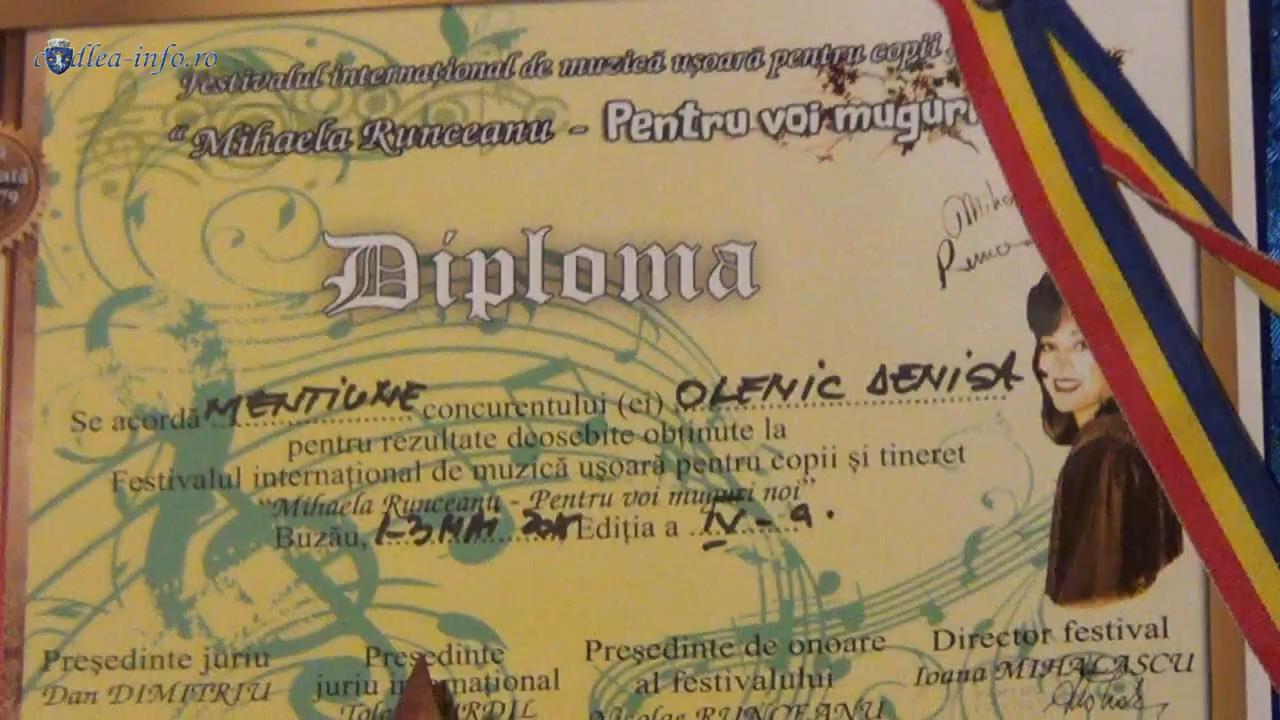 codlea-info.ro
Festivalul internațional de muzică ușoară pentru copii
“Mihaela Runceanu - Pentru voi muguri
Diploma
Se acordă MENTIUNE concurentului (ei) OLENIC DENISA
pentru rezultate deosebite obținute la
Festivalul internațional de muzică ușoară pentru copii și tineret
“Mihaela Runceanu - Pentru voi muguri noi”
Buzău, 1-3 MAI Ediția a IV-a.
Președinte juriu
Dan DIMITRIU
Președinte
juriu internațional
Președinte de onoare
al festivalului
Nicolae RUNCEANU
Director festival
Ioana MIHALASCU